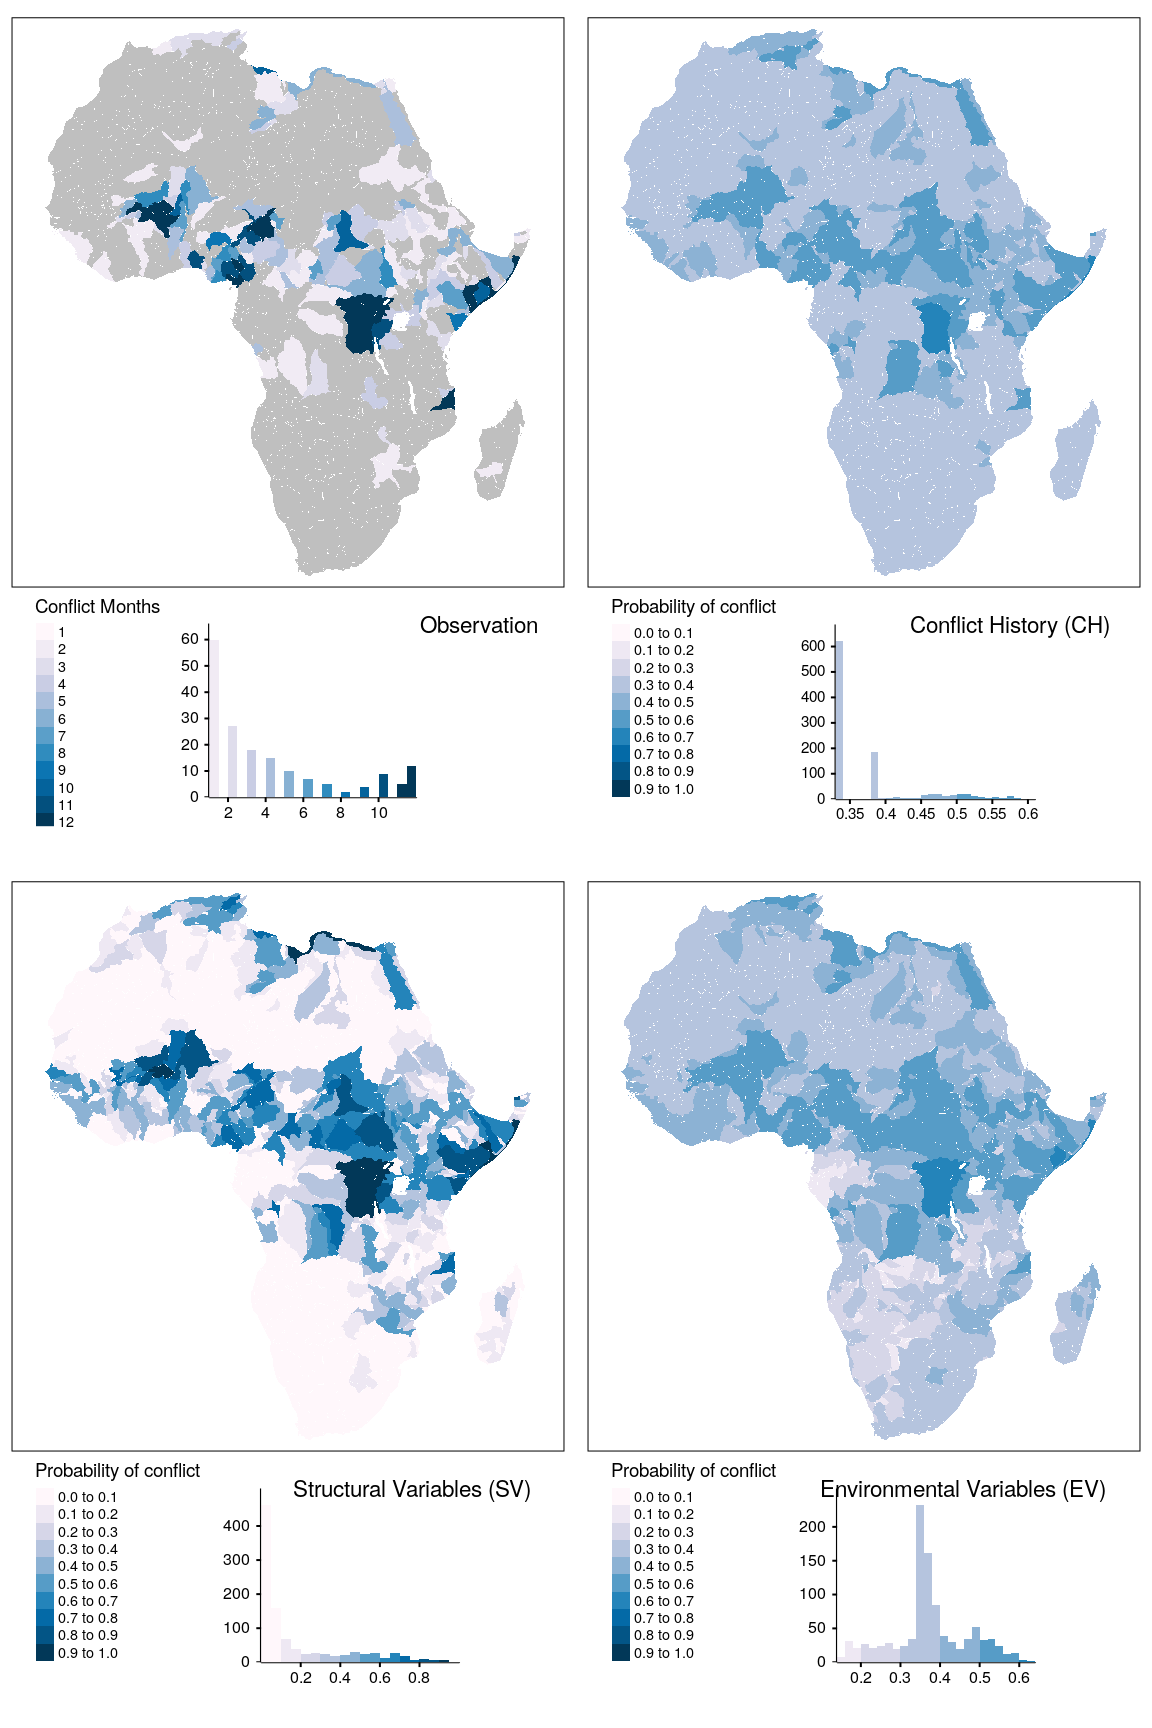 Conflict Months
1
2
3
4
5
6
7
8
9
10
11
12
Observation
60
50
40
30
20
10
0
2 4 6 8 10
Probability of conflict
0.0 to 0.1
0.1 to 0.2
0.2 to 0.3
0.3 to 0.4
0.4 to 0.5
0.5 to 0.6
0.6 to 0.7
0.7 to 0.8
0.8 to 0.9
0.9 to 1.0
Conflict History (CH)
600
500
400
300
200
100
0
0.35 0.4 0.45 0.5 0.55 0.6
Probability of conflict
0.0 to 0.1
0.1 to 0.2
0.2 to 0.3
0.3 to 0.4
0.4 to 0.5
0.5 to 0.6
0.6 to 0.7
0.7 to 0.8
0.8 to 0.9
0.9 to 1.0
Structural Variables (SV)
400
300
200
100
0
0.2 0.4 0.6 0.8
Probability of conflict
0.0 to 0.1
0.1 to 0.2
0.2 to 0.3
0.3 to 0.4
0.4 to 0.5
0.5 to 0.6
0.6 to 0.7
0.7 to 0.8
0.8 to 0.9
0.9 to 1.0
Environmental Variables (EV)
200
150
100
50
0
0.2 0.3 0.4 0.5 0.6